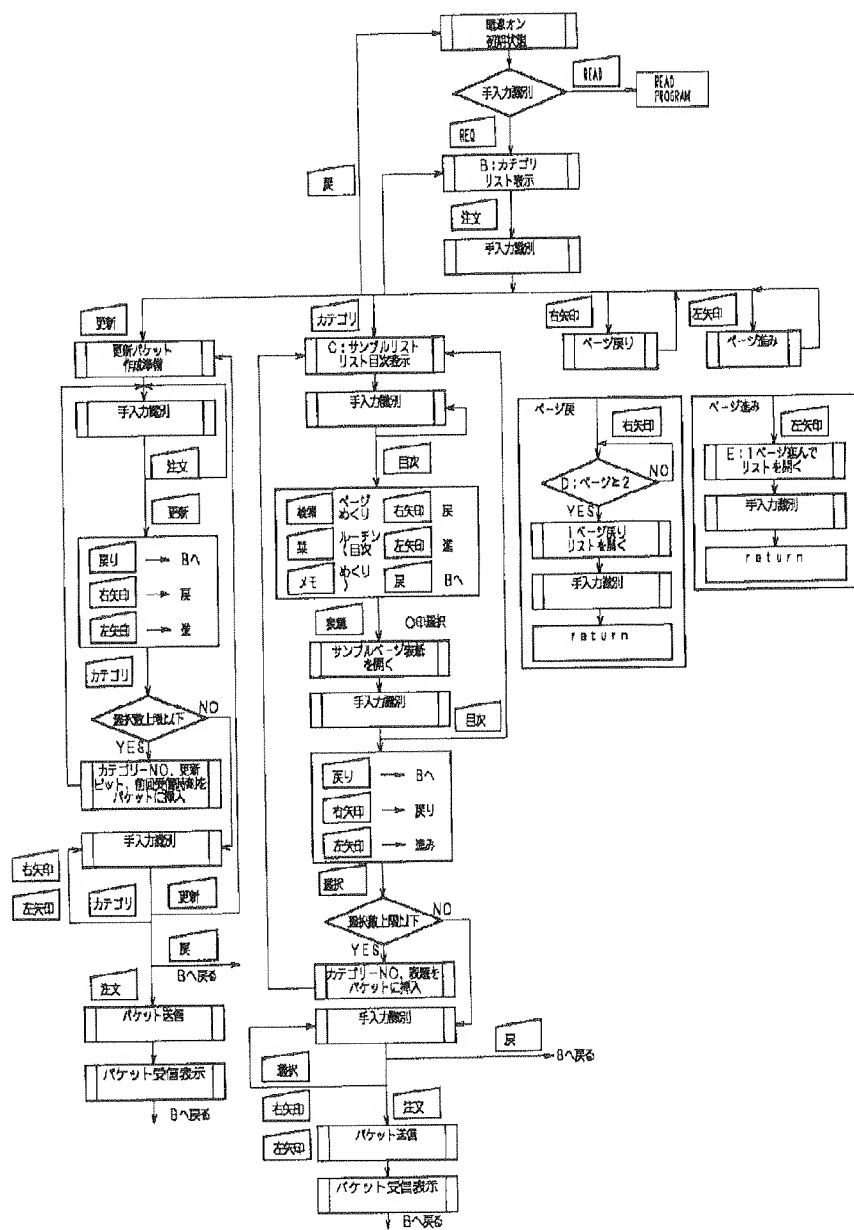 電源オン
初期状態
READ
手入力識別
READ
PROGRAM
REQ
B:カテゴリ
リスト表示
戻
注文
手入力識別
更新
カテゴリ
右矢印
左矢印
更新パケット
作成準備
C:サンプルリスト
リスト目次表示
ページ戻り
ページ進み
手入力識別
手入力識別
ページ戻
右矢印
ページ進み
左矢印
注文
目次
D:ページ≥2
NO
E:1ページ進んで
リストを開く
更新
検索
ページ
めくり
右矢印
戻
YES
手入力識別
戻り
Bへ
栞
ルーチン
(目次
左矢印
進
1ページ戻り
リストを開く
return
右矢印
戻
メモ
めくり
)
戻
Bへ
手入力識別
左矢印
進
表題
○印選択
return
カテゴリ
サンプルページ表紙
を開く
選択数上限以下
NO
手入力識別
目次
YES
カテゴリーNO、更新
ビット、前回受信時刻を
パケットに挿入
戻り
Bへ
右矢印
戻り
手入力識別
左矢印
進み
右矢印
選択
左矢印
カテゴリ
更新
選択数上限以下
NO
戻
YES
Bへ戻る
カテゴリーNO、表題を
パケットに挿入
注文
手入力識別
パケット送信
戻
Bへ戻る
選択
パケット受信表示
右矢印
注文
Bへ戻る
左矢印
パケット送信
パケット受信表示
Bへ戻る